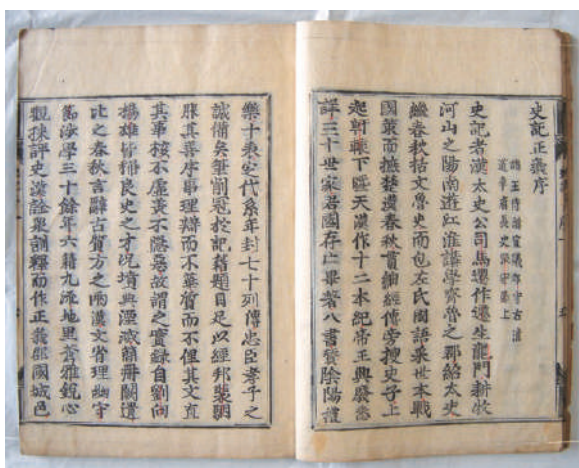 史記正義序
諸王侍讀宣議郎守右清
道率府長史張守節上
史記者漢太史公司馬遷作遷生龍門耕牧
河山之陽南遊江淮講學齊魯之郡紹太史
繼春秋括文魯史而包左氏國語采世本戰
國策而摭楚漢春秋貫紬經傳旁搜史子上
起軒轅下曁天漢作十二本紀帝王興廢悉
詳三十世家君國存亡畢著八書贊陰陽禮
樂十表定代系年封七十列傳忠臣孝子之
誠備矣筆削冠於記籍題目足以經邦裴駰
服其善序事理辯而不華質而不俚其文直
其事核不虛美不隱惡故謂之實錄自劉向
楊雄皆稱良史之才況墳典湮滅簡冊闕遺
比之春秋言辭古質方之兩漢文省理幽守
節涉學三十餘年六籍九流地里蒼雅銳心
觀採評史漢詮衆訓釋而作正義郡國城邑